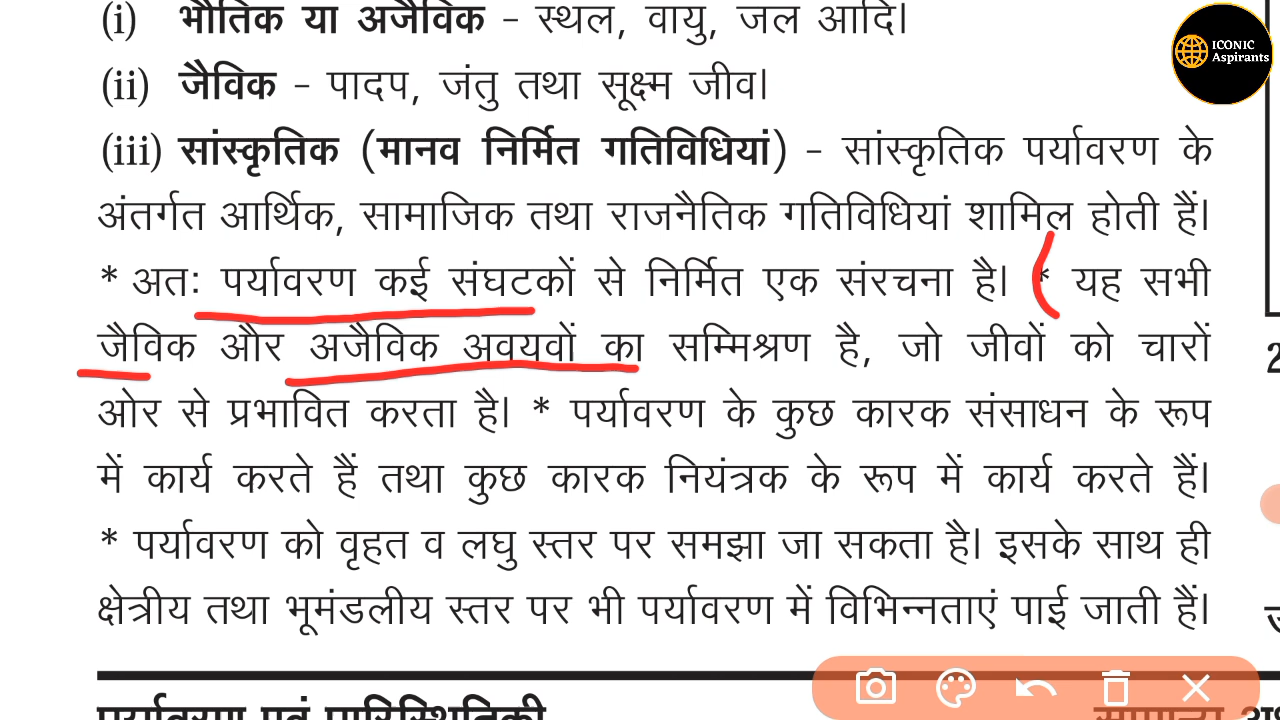 (i) भौतिक या अजैविक – स्थल, वायु, जल आदि।
ICONIC
Aspirants
(ii) जैविक – पादप, जंतु तथा सूक्ष्म जीव।
(iii) सांस्कृतिक (मानव निर्मित गतिविधियां) – सांस्कृतिक पर्यावरण के
अंतर्गत आर्थिक, सामाजिक तथा राजनैतिक गतिविधियां शामिल होती हैं।
* अतः पर्यावरण कई संघटकों से निर्मित एक संरचना है। * यह सभी
जैविक और अजैविक अवयवों का सम्मिश्रण है, जो जीवों को चारों
ओर से प्रभावित करता है। * पर्यावरण के कुछ कारक संसाधन के रूप
में कार्य करते हैं तथा कुछ कारक नियंत्रक के रूप में कार्य करते हैं।
* पर्यावरण को वृहत व लघु स्तर पर समझा जा सकता है। इसके साथ ही
क्षेत्रीय तथा भूमंडलीय स्तर पर भी पर्यावरण में विभिन्नताएं पाई जाती हैं।
पर्यावरण एवं पारिस्थितिकी